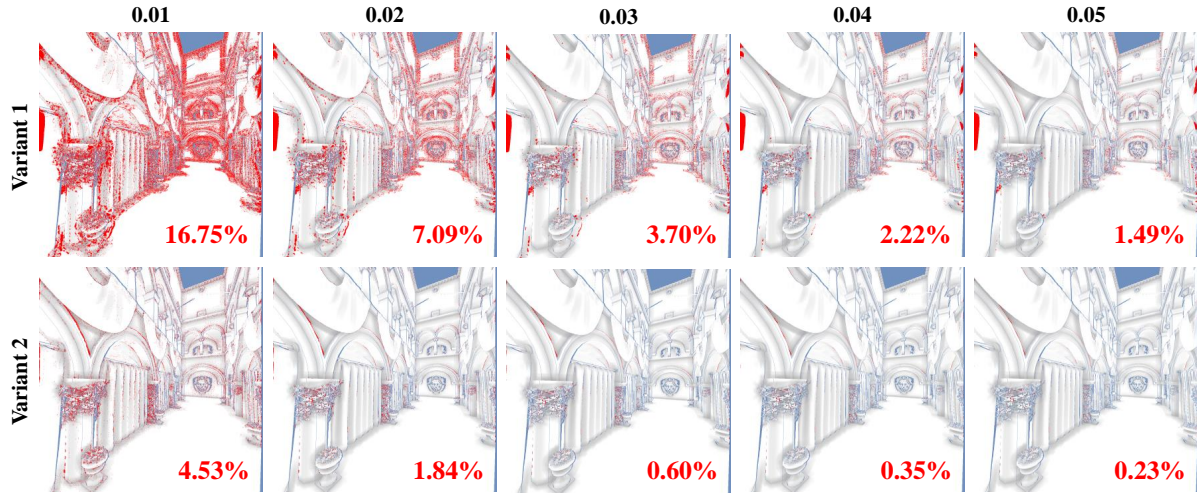 0.01 0.02 0.03 0.04 0.05
Variant 1
16.75% 7.09% 3.70% 2.22% 1.49%
Variant 2
4.53% 1.84% 0.60% 0.35% 0.23%